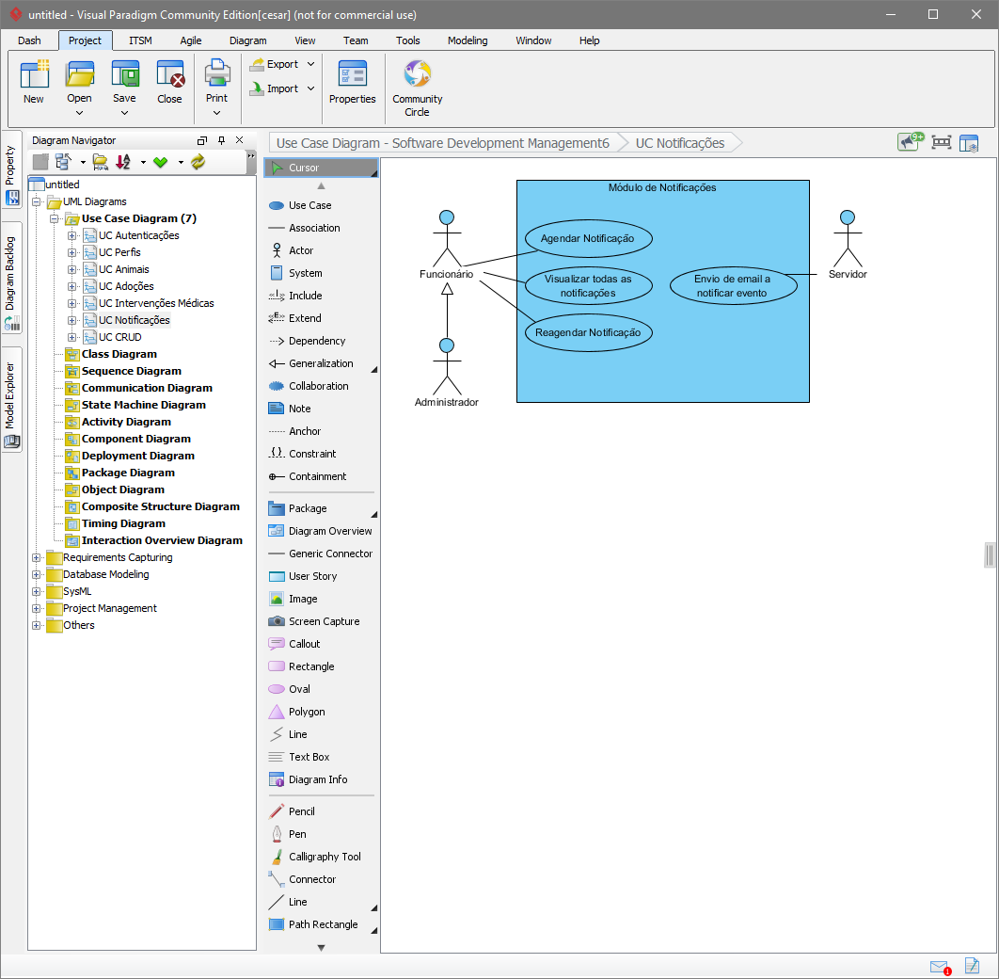 untitled - Visual Paradigm Community Edition[cesar] (not for commercial use)
Dash Project ITSM Agile Diagram View Team Tools Modeling Window Help
New Open Save Close Print Export Import Properties Community Circle
Property
Diagram Backlog
Model Explorer
Diagram Navigator
untitled
UML Diagrams
Use Case Diagram (7)
UC Autenticações
UC Perfis
UC Animais
UC Adoções
UC Intervenções Médicas
UC Notificações
UC CRUD
Class Diagram
Sequence Diagram
Communication Diagram
State Machine Diagram
Activity Diagram
Component Diagram
Deployment Diagram
Package Diagram
Object Diagram
Composite Structure Diagram
Timing Diagram
Interaction Overview Diagram
Requirements Capturing
Database Modeling
SysML
Project Management
Others
Use Case Diagram - Software Development Management6 UC Notificações
9+
Cursor
Use Case
Association
Actor
System
Include
Extend
Dependency
Generalization
Collaboration
Note
Anchor
Constraint
Containment
Package
Diagram Overview
Generic Connector
User Story
Image
Screen Capture
Callout
Rectangle
Oval
Polygon
Line
Text Box
Diagram Info
Pencil
Pen
Calligraphy Tool
Connector
Line
Path Rectangle
Módulo de Notificações
Agendar Notificação
Visualizar todas as
notificações
Reagendar Notificação
Envio de email a
notificar evento
Funcionário
Administrador
Servidor
1